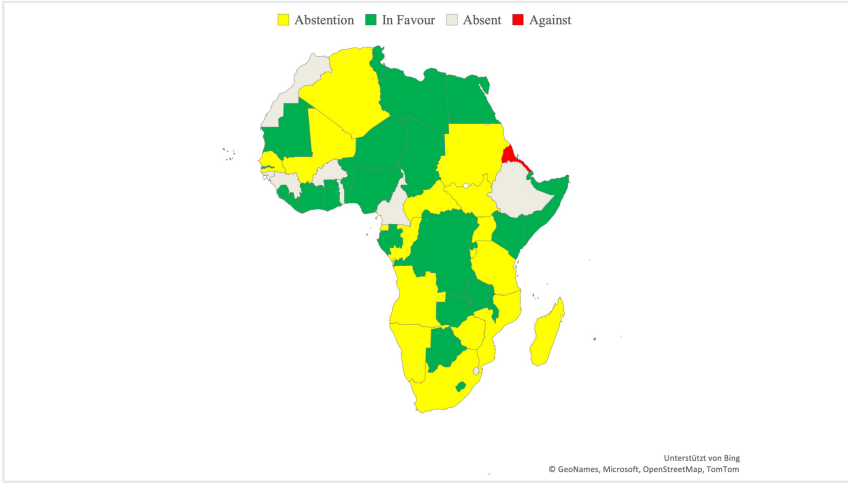 Abstention In Favour Absent Against
Unterstützt von Bing
© GeoNames, Microsoft, OpenStreetMap, TomTom